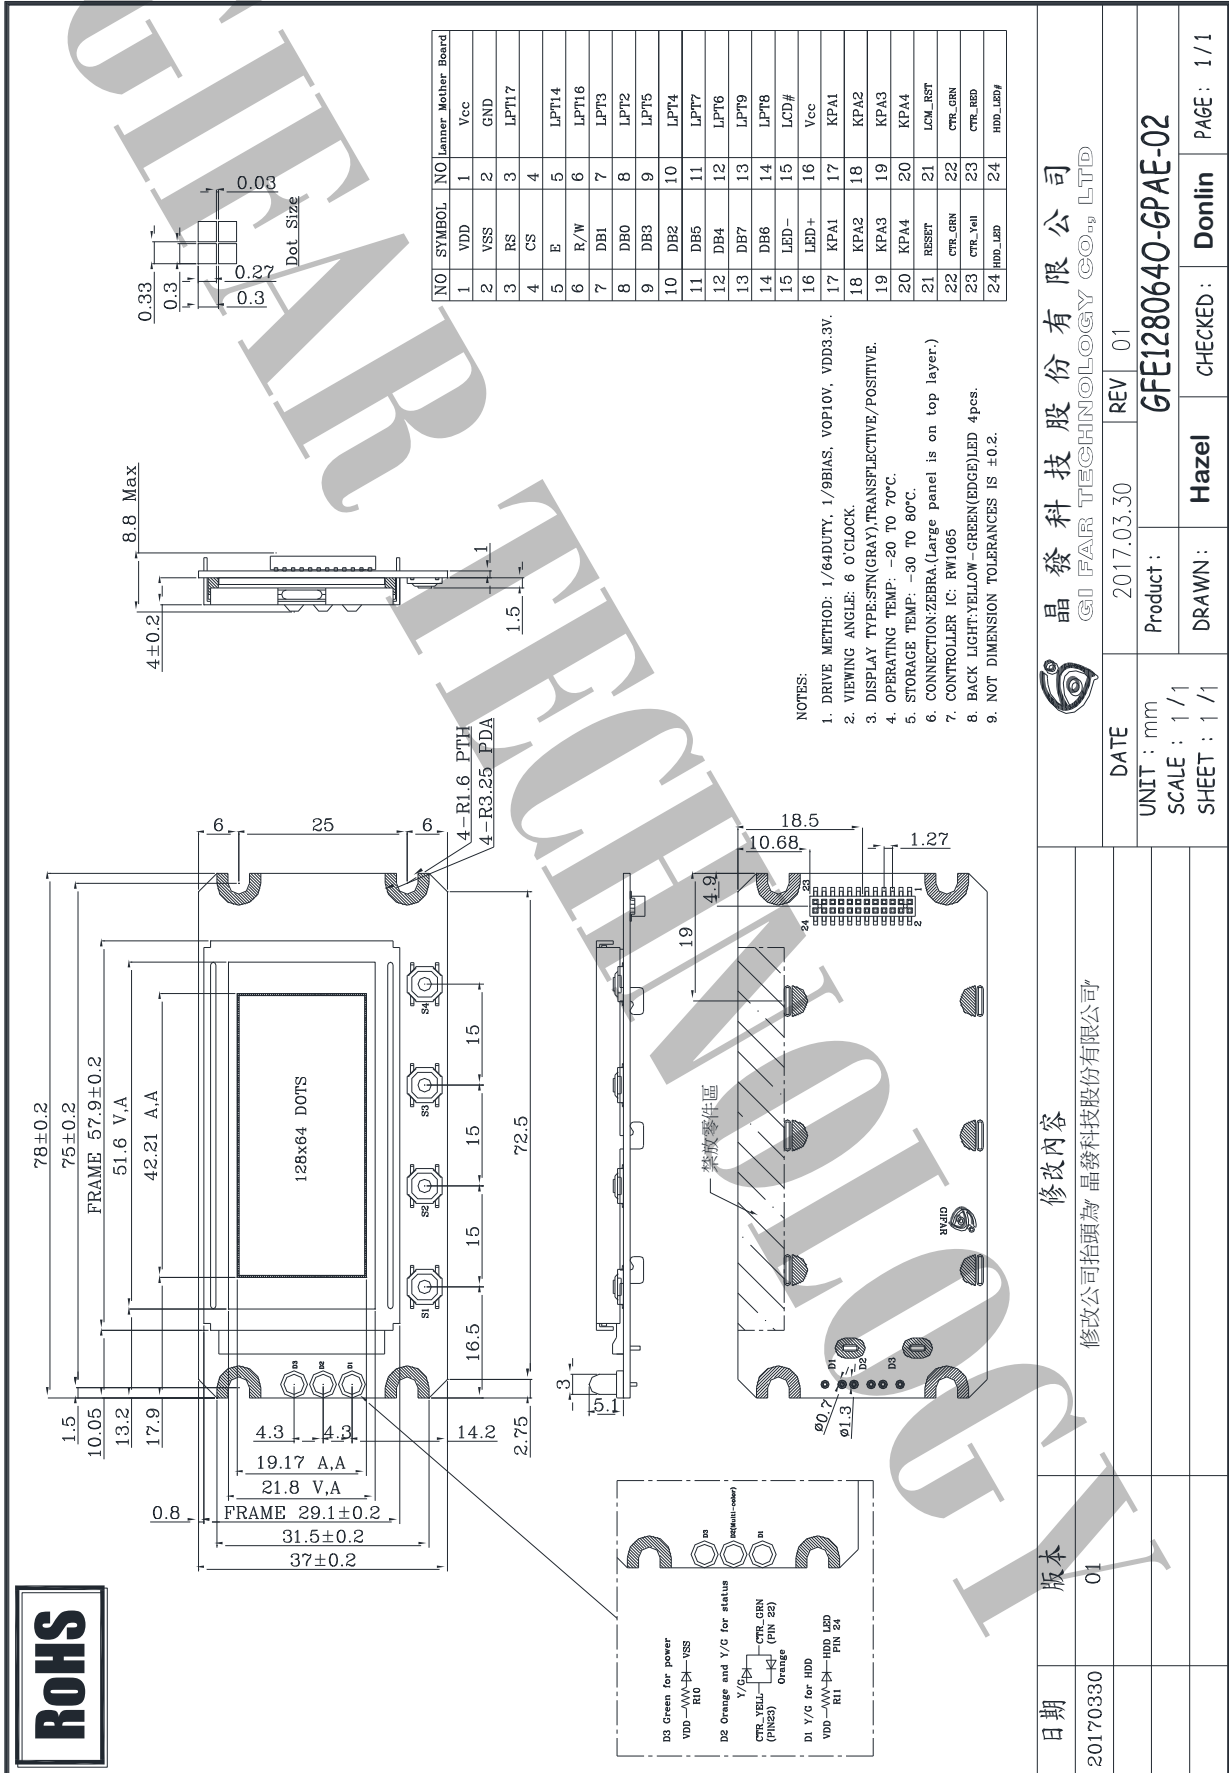 RoHS
78±0.2
75±0.2
FRAME 57.9±0.2
51.6 V,A
42.21 A,A
1.5
10.05
13.2
17.9
128x64 DOTS
S1
S2
S3
S4
D3
D2
D1
16.5
15
15
15
72.5
2.75
6
25
6
4-R1.6 PTH
4-R3.25 PDA
4.3
4.3
14.2
19.17 A,A
21.8 V,A
0.8
FRAME 29.1±0.2
31.5±0.2
37±0.2
4±0.2
8.8 Max
1
1.5
0.33
0.3
0.03
0.27
0.3
Dot Size
3
5.1
18.5
10.68
1.27
4.9
19
23
24
1
2
禁放零件區
GIFAR
D1
D2
D3
Ø0.7
Ø1.3
D3
D2(Multi-color)
D1
D3 Green for power
VDD
R10
VSS
D2 Orange and Y/G for status
Y/G
CTR_YELL
(PIN23)
CTR_GRN
(PIN 22)
Orange
D1 Y/G for HDD
VDD
R11
HDD LED
PIN 24
NO SYMBOL NO Lanner Mother Board
1 VDD 1 Vcc
2 VSS 2 GND
3 RS 3 LPT17
4 CS 4
5 E 5 LPT14
6 R/W 6 LPT16
7 DB1 7 LPT3
8 DB0 8 LPT2
9 DB3 9 LPT5
10 DB2 10 LPT4
11 DB5 11 LPT7
12 DB4 12 LPT6
13 DB7 13 LPT9
14 DB6 14 LPT8
15 LED- 15 LCD#
16 LED+ 16 Vcc
17 KPA1 17 KPA1
18 KPA2 18 KPA2
19 KPA3 19 KPA3
20 KPA4 20 KPA4
21 RESET 21 LCM_RST
22 CTR_GRN 22 CTR_GRN
23 CTR_Yell 23 CTR_RED
24 HDD_LED 24 HDD_LED#
NOTES:
1. DRIVE METHOD: 1/64DUTY, 1/9BIAS, VOP10V, VDD3.3V.
2. VIEWING ANGLE: 6 O'CLOCK.
3. DISPLAY TYPE:STN(GRAY),TRANSFLECTIVE/POSITIVE.
4. OPERATING TEMP: -20 TO 70°C.
5. STORAGE TEMP: -30 TO 80°C.
6. CONNECTION:ZEBRA.(Large panel is on top layer.)
7. CONTROLLER IC: RW1065
8. BACK LIGHT:YELLOW-GREEN(EDGE)LED 4pcs.
9. NOT DIMENSION TOLERANCES IS ±0.2.
日期 版本 修改內容
20170330 01 修改公司抬頭為" 晶發科技股份有限公司"
晶發科技股份有限公司
GI FAR TECHNOLOGY CO., LTD
DATE 2017.03.30 REV 01
UNIT : mm
SCALE : 1/1
SHEET : 1/1
Product : GFE128064O-GPAE-02
DRAWN : Hazel CHECKED : Donlin PAGE : 1/1
GIFAR TECHNOLOGY